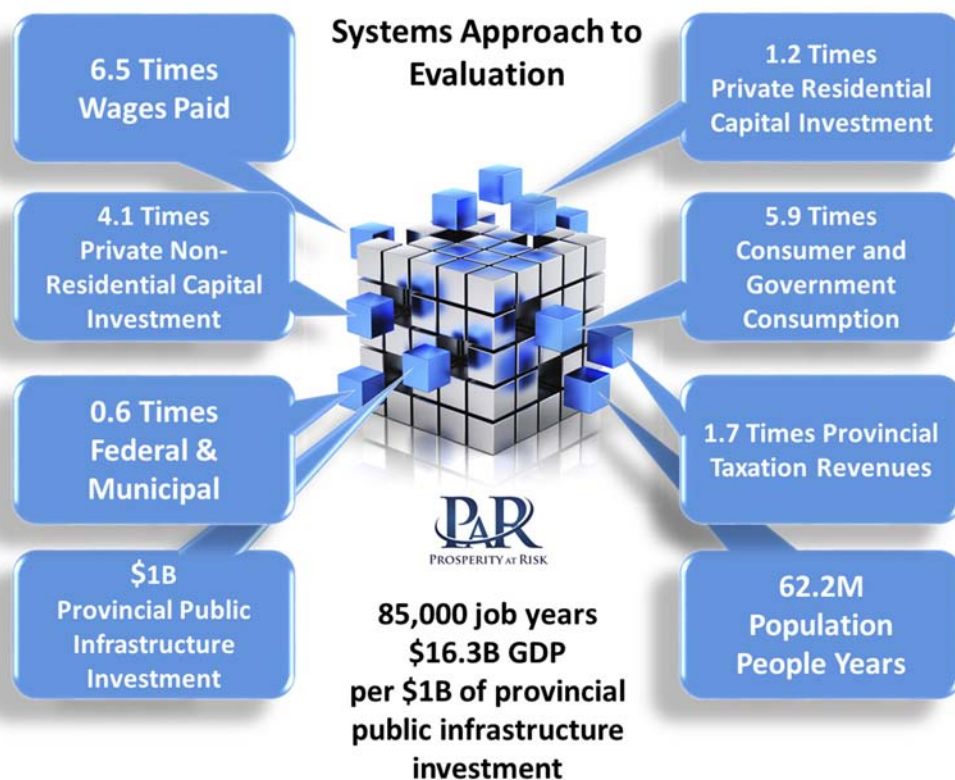 Systems Approach to
Evaluation
6.5 Times
Wages Paid
4.1 Times
Private Non-
Residential Capital
Investment
0.6 Times
Federal &
Municipal
$1B
Provincial Public
Infrastructure
Investment
1.2 Times
Private Residential
Capital Investment
5.9 Times
Consumer and
Government
Consumption
1.7 Times Provincial
Taxation Revenues
62.2M
Population
People Years
PAR
PROSPERITY AT RISK
85,000 job years
$16.3B GDP
per $1B of provincial
public infrastructure
investment